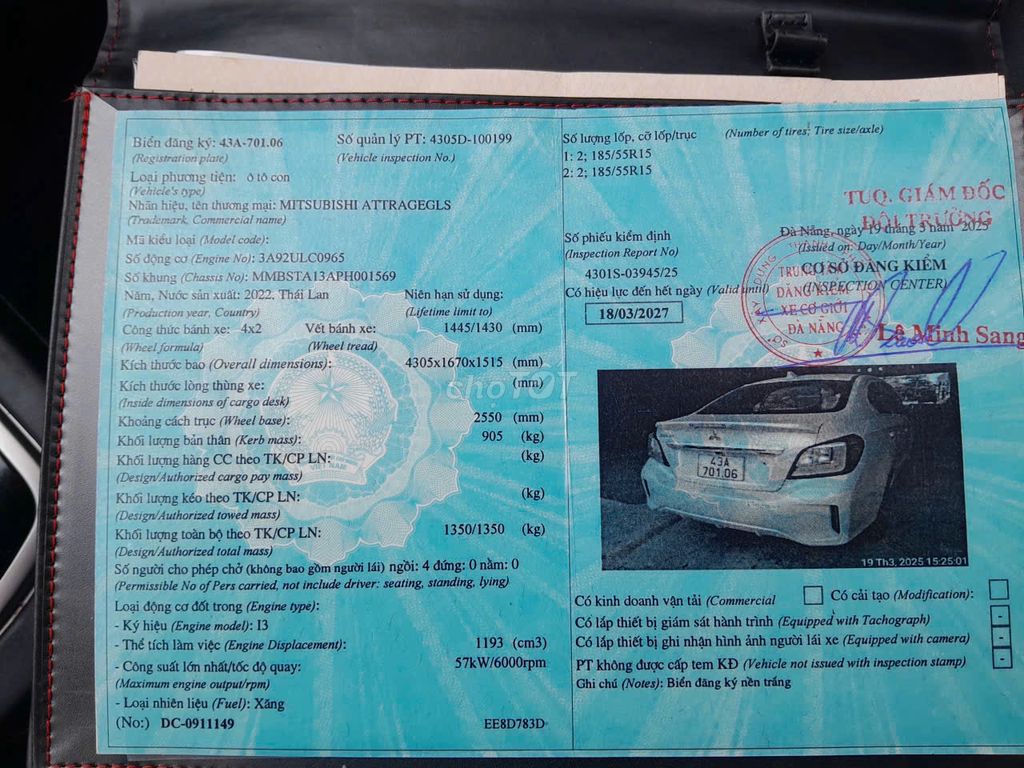 Biển đăng ký: 43A-701.06
(Registration plate)
Số quản lý PT: 4305D-100199
(Vehicle inspection No.)
Loại phương tiện: ô tô con
(Vehicle's type)
Nhãn hiệu, tên thương mại: MITSUBISHI ATTRAGEGLS
(Trademark, Commercial name)
Mã kiểu loại (Model code):
Số động cơ (Engine No): 3A92ULC0965
Số khung (Chassis No): MMBSTA13APH001569
Năm, Nước sản xuất: 2022, Thái Lan
(Production year, Country)
Niên hạn sử dụng:
(Lifetime limit to)
Công thức bánh xe: 4x2
(Wheel formula)
Vết bánh xe: 1445/1430 (mm)
(Wheel tread)
Kích thước bao (Overall dimensions): 4305x1670x1515 (mm)
Kích thước lòng thùng xe: (mm)
(Inside dimensions of cargo desk)
Khoảng cách trục (Wheel base): 2550 (mm)
Khối lượng bản thân (Kerb mass): 905 (kg)
Khối lượng hàng CC theo TK/CP LN: (kg)
(Design/Authorized cargo pay mass)
Khối lượng kéo theo TK/CP LN: (kg)
(Design/Authorized towed mass)
Khối lượng toàn bộ theo TK/CP LN: 1350/1350 (kg)
(Design/Authorized total mass)
Số người cho phép chở (không bao gồm người lái) ngồi: 4 đứng: 0 nằm: 0
(Permissible No of Pers carried, not include driver: seating, standing, lying)
Loại động cơ đốt trong (Engine type):
- Ký hiệu (Engine model): I3
- Thể tích làm việc (Engine Displacement): 1193 (cm3)
- Công suất lớn nhất/tốc độ quay: 57kW/6000rpm
(Maximum engine output/rpm)
- Loại nhiên liệu (Fuel): Xăng
(No:) DC-0911149
EE8D783D
Số lượng lốp, cỡ lốp/trục (Number of tires; Tire size/axle)
1: 2; 185/55R15
2: 2; 185/55R15
TUQ. GIÁM ĐỐC
ĐỘI TRƯỞNG
Số phiếu kiểm định
(Inspection Report No)
4301S-03945/25
Có hiệu lực đến hết ngày (Valid until)
18/03/2027
Đà Nẵng, ngày 19 tháng 3 năm 2025
(Issued on: Day/Month/Year)
CƠ SỞ ĐĂNG KIỂM
(INSPECTION CENTER)
TRUNG TÂM
ĐĂNG KIỂM
XE CƠ GIỚI
ĐÀ NẴNG
Lê Minh Sang
43A
701.06
19 Th3, 2025 15:25:01
Có kinh doanh vận tải (Commercial
Có cải tạo (Modification):
Có lắp thiết bị giám sát hành trình (Equipped with Tachograph) -
Có lắp thiết bị ghi nhận hình ảnh người lái xe (Equipped with camera) -
PT không được cấp tem KĐ (Vehicle not issued with inspection stamp) -
Ghi chú (Notes): Biển đăng ký nền trắng
VIỆT NAM
chợTỐT